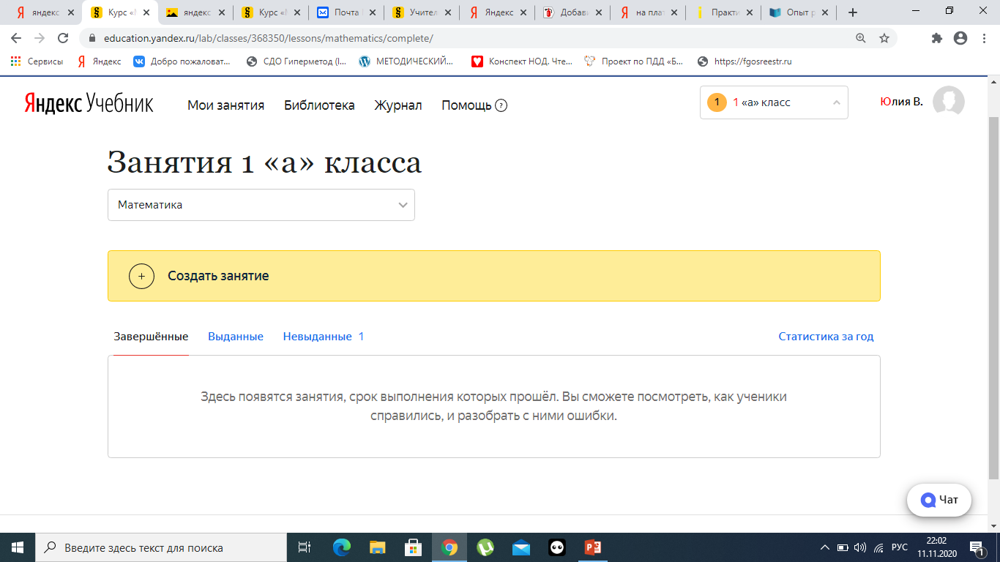 яндекс
Курс «
яндекс
Курс «
Почта
Учител
Яндекс
Добав
на плат
Практи
Опыт р
education.yandex.ru/lab/classes/368350/lessons/mathematics/complete/
Сервисы
Яндекс
Добро пожаловат...
СДО Гиперметод (I...
МЕТОДИЧЕСКИЙ...
Конспект НОД. Чте...
Проект по ПДД «Б...
https://fgosreestr.ru
Яндекс Учебник
Мои занятия
Библиотека
Журнал
Помощь ?
1 1 «а» класс
Юлия В.
Занятия 1 «а» класса
Математика
+ Создать занятие
Завершённые
Выданные
Невыданные 1
Статистика за год
Здесь появятся занятия, срок выполнения которых прошёл. Вы сможете посмотреть, как ученики
справились, и разобрать с ними ошибки.
Чат
Введите здесь текст для поиска
РУС
22:02
11.11.2020
1